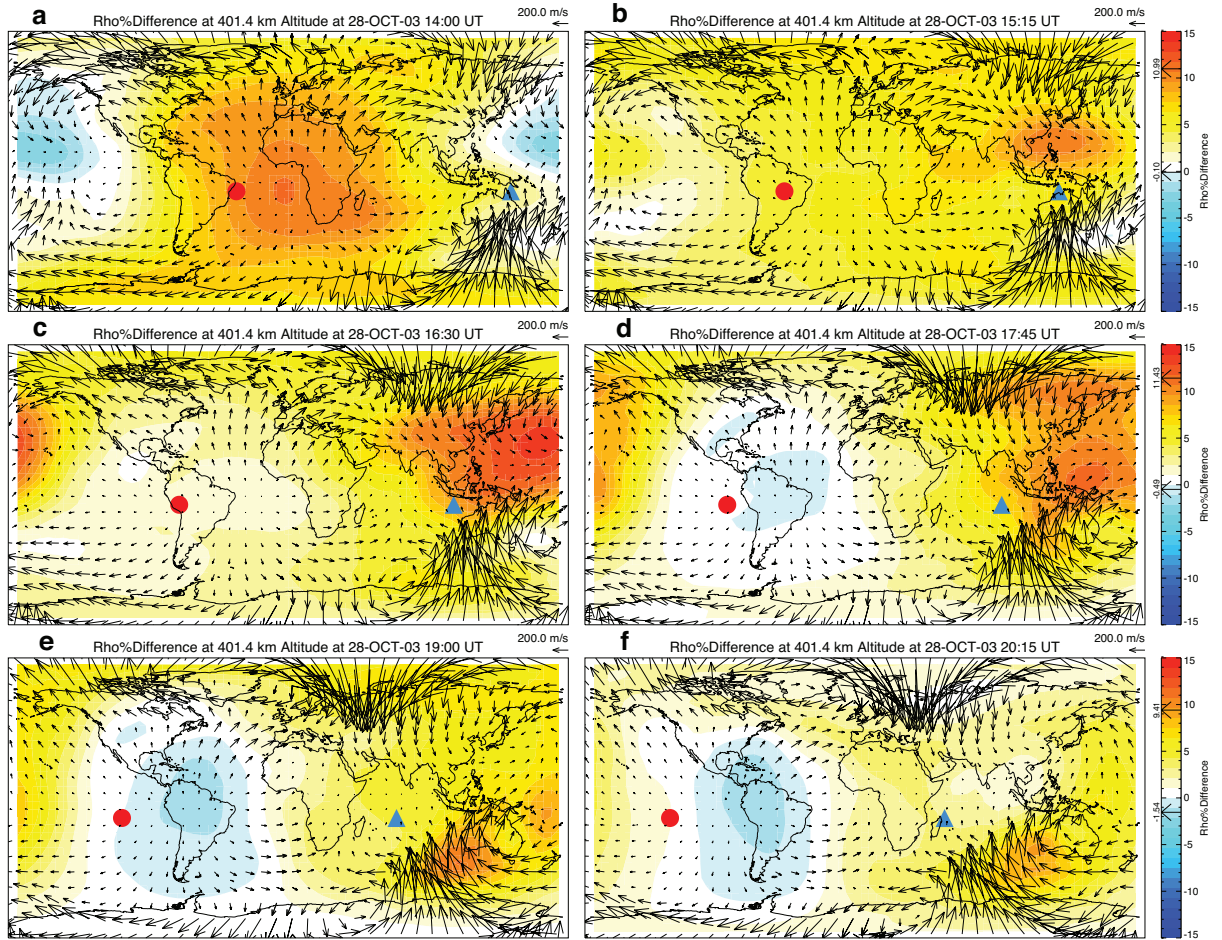 a
Rho%Difference at 401.4 km Altitude at 28-OCT-03 14:00 UT
200.0 m/s
b
Rho%Difference at 401.4 km Altitude at 28-OCT-03 15:15 UT
200.0 m/s
15
10.99
10
5
0
-0.10
-5
-10
-15
Rho%Difference
c
Rho%Difference at 401.4 km Altitude at 28-OCT-03 16:30 UT
200.0 m/s
d
Rho%Difference at 401.4 km Altitude at 28-OCT-03 17:45 UT
200.0 m/s
15
11.43
10
5
0
-0.49
-5
-10
-15
Rho%Difference
e
Rho%Difference at 401.4 km Altitude at 28-OCT-03 19:00 UT
200.0 m/s
f
Rho%Difference at 401.4 km Altitude at 28-OCT-03 20:15 UT
200.0 m/s
15
10
9.41
5
0
-1.54
-5
-10
-15
Rho%Difference